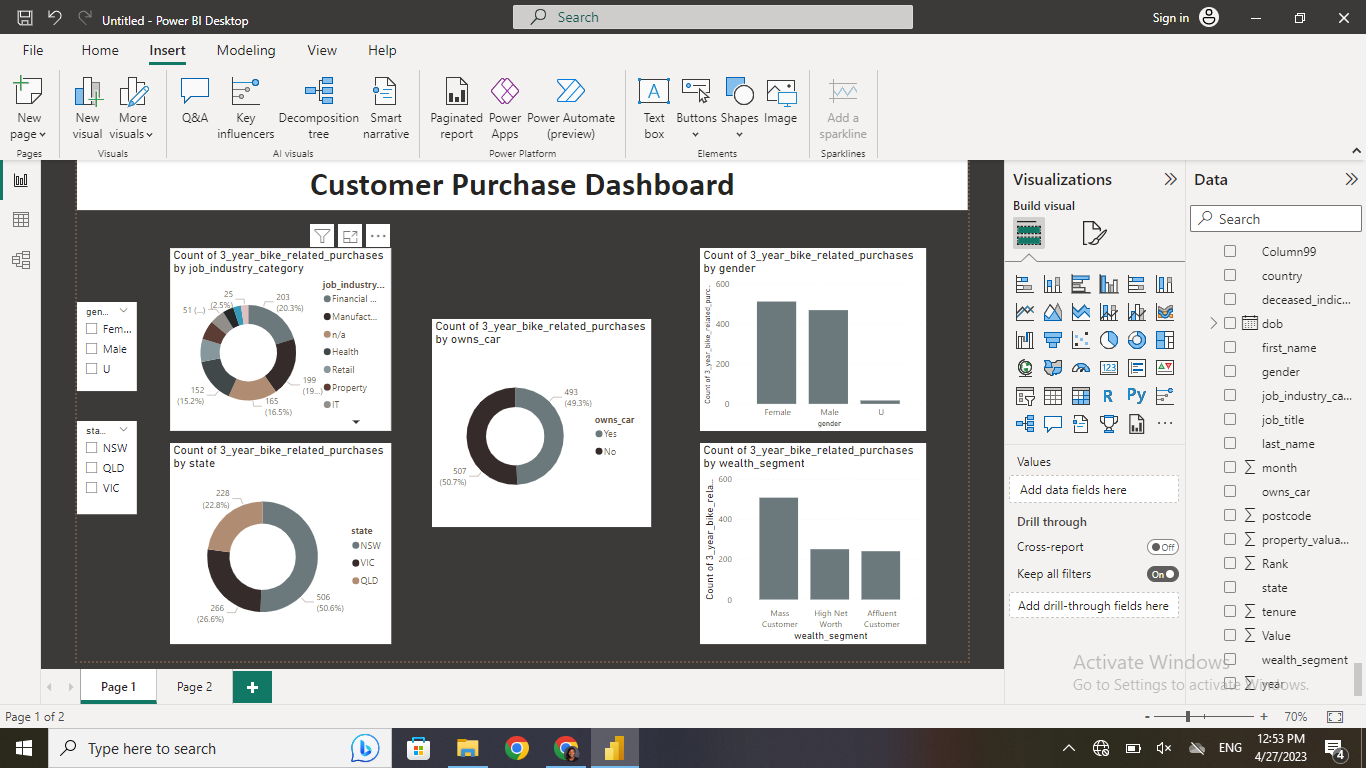 Untitled - Power BI Desktop
Search
Sign in
File
Home
Insert
Modeling
View
Help
New page
New visual
More visuals
Q&A
Key influencers
Decomposition tree
Smart narrative
Paginated report
Power Apps
Power Automate (preview)
Text box
Buttons
Shapes
Image
Add a sparkline
Pages
Visuals
AI visuals
Power Platform
Elements
Sparklines
Customer Purchase Dashboard
gen...
Fem...
Male
U
sta...
NSW
QLD
VIC
Count of 3_year_bike_related_purchases
by job_industry_category
25
(2.5%)
203
(20.3%)
51 (...)
152
(15.2%)
165
(16.5%)
199
(19...)
job_industry...
Financial ...
Manufact...
n/a
Health
Retail
Property
IT
Count of 3_year_bike_related_purchases
by state
228
(22.8%)
266
(26.6%)
506
(50.6%)
state
NSW
VIC
QLD
Count of 3_year_bike_related_purchases
by owns_car
493
(49.3%)
507
(50.7%)
owns_car
Yes
No
Count of 3_year_bike_related_purchases
by gender
Count of 3_year_bike_related_purc...
600
400
200
0
Female
Male
U
gender
Count of 3_year_bike_related_purchases
by wealth_segment
Count of 3_year_bike_rela...
600
400
200
0
Mass Customer
High Net Worth
Affluent Customer
wealth_segment
Visualizations
Build visual
123
R
Py
Values
Add data fields here
Drill through
Cross-report
Off
Keep all filters
On
Add drill-through fields here
Data
Search
Column99
country
deceased_indic...
dob
first_name
gender
job_industry_ca...
job_title
last_name
month
owns_car
postcode
property_valua...
Rank
state
tenure
Value
wealth_segment
year
Activate Windows
Go to Settings to activate Windows.
Page 1
Page 2
Page 1 of 2
70%
Type here to search
ENG
12:53 PM
4/27/2023
4